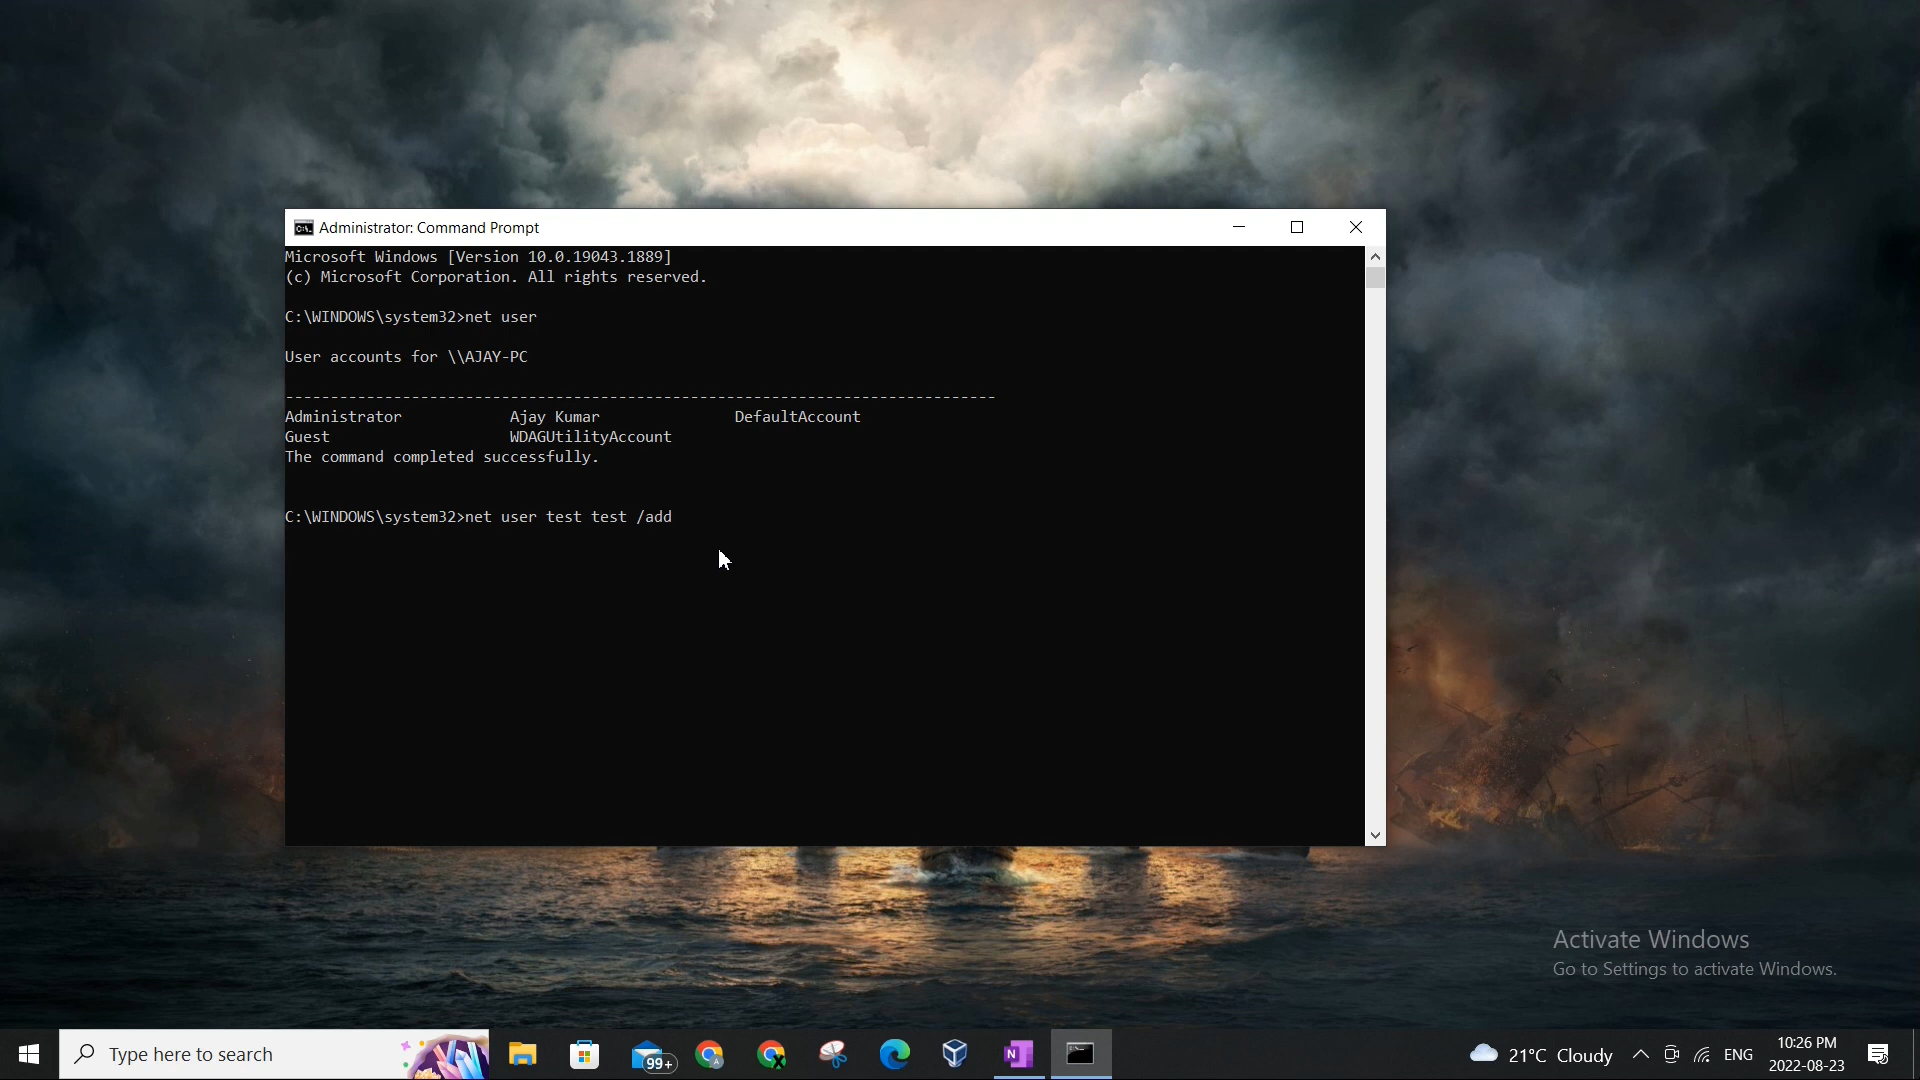 Administrator: Command Prompt
Microsoft Windows [Version 10.0.19043.1889]
(c) Microsoft Corporation. All rights reserved.
C:\WINDOWS\system32>net user
User accounts for \\AJAY-PC
-------------------------------------------------------------------------------
Administrator            Ajay Kumar               DefaultAccount
Guest                    WDAGUtilityAccount
The command completed successfully.
C:\WINDOWS\system32>net user test test /add
Activate Windows
Go to Settings to activate Windows.
Type here to search
99+
21°C Cloudy
ENG
10:26 PM
2022-08-23